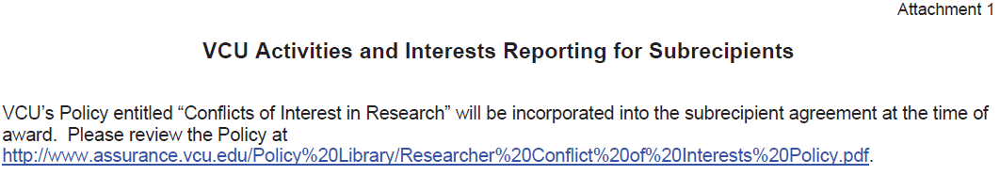 Attachment 1
VCU Activities and Interests Reporting for Subrecipients
VCU’s Policy entitled “Conflicts of Interest in Research” will be incorporated into the subrecipient agreement at the time of
award.  Please review the Policy at
http://www.assurance.vcu.edu/Policy%20Library/Researcher%20Conflict%20of%20Interests%20Policy.pdf.